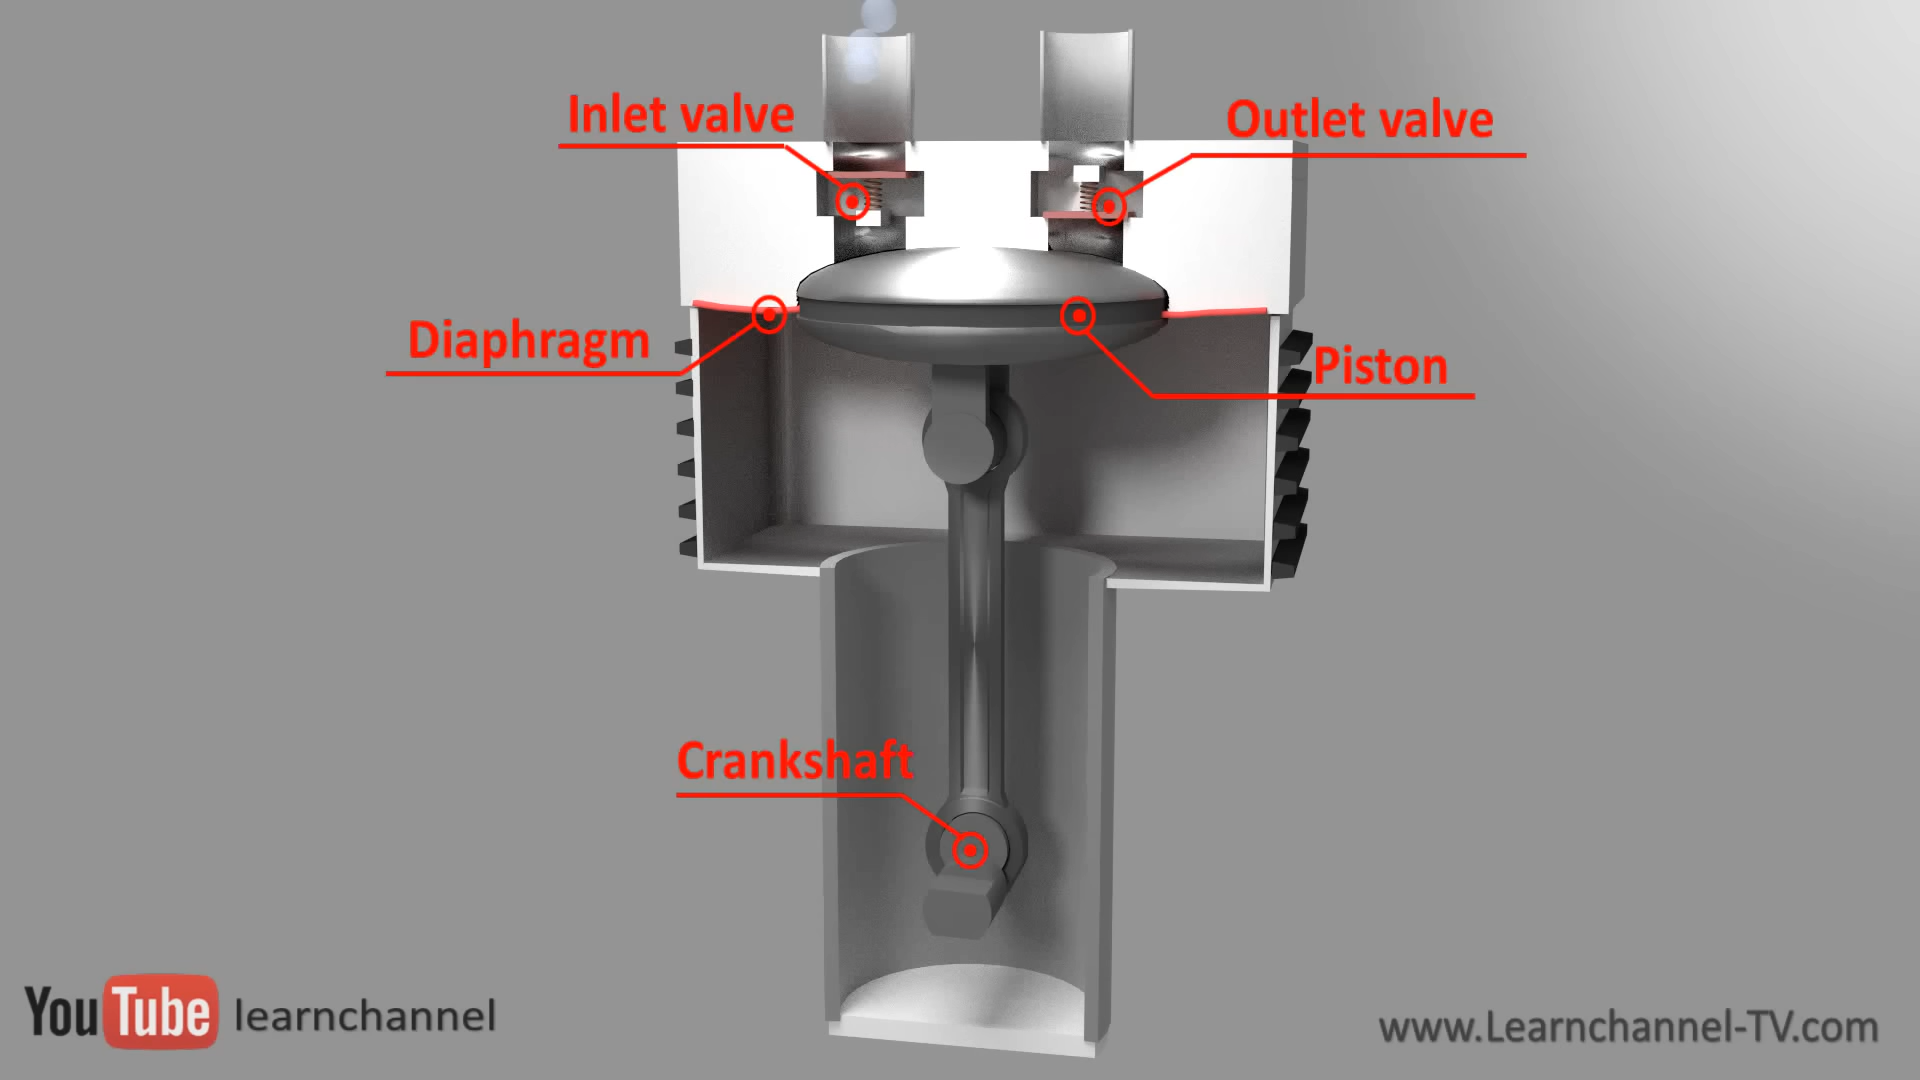 Inlet valve
Outlet valve
Diaphragm
Piston
Crankshaft
YouTube learnchannel
www.Learnchannel-TV.com